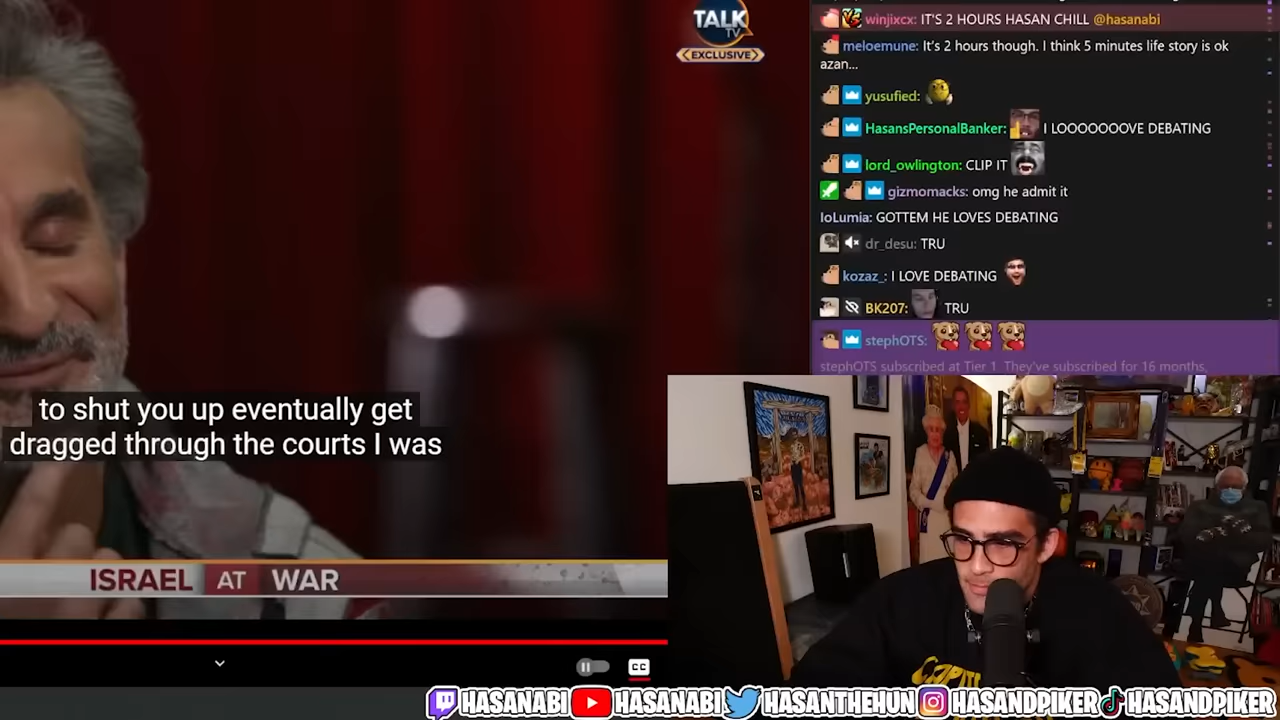 TALK
TV
EXCLUSIVE
to shut you up eventually get
dragged through the courts I was
ISRAEL AT WAR
CC
winjixcx: IT'S 2 HOURS HASAN CHILL @hasanabi
meloemune: It's 2 hours though. I think 5 minutes life story is ok
azan...
yusufied:
HasansPersonalBanker: I LOOOOOOOVE DEBATING
lord_owlington: CLIP IT
gizmomacks: omg he admit it
IoLumia: GOTTEM HE LOVES DEBATING
dr_desu: TRU
kozaz_: I LOVE DEBATING
BK207: TRU
stephOTS:
stephOTS subscribed at Tier 1. They've subscribed for 16 months,
HASANABI HASANABI HASANTHEHUN HASANDPIKER HASANDPIKER